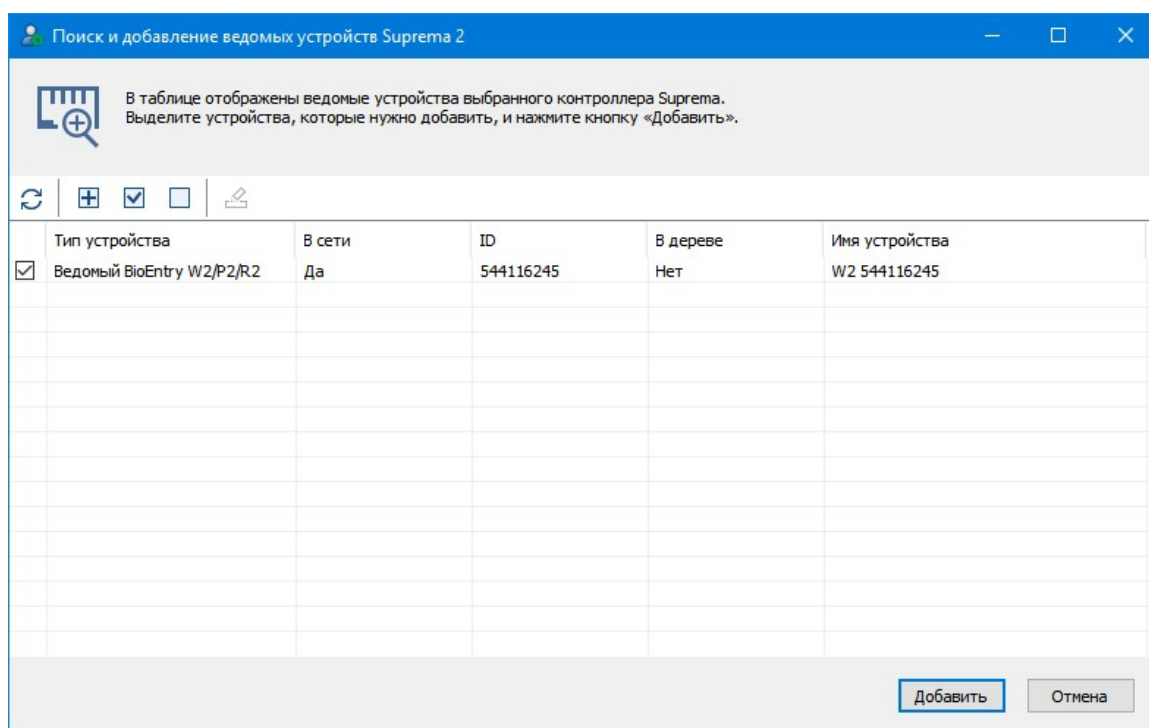 Поиск и добавление ведомых устройств Suprema 2
В таблице отображены ведомые устройства выбранного контроллера Suprema.
Выделите устройства, которые нужно добавить, и нажмите кнопку «Добавить».
Тип устройства В сети ID В дереве Имя устройства
Ведомый BioEntry W2/P2/R2 Да 544116245 Нет W2 544116245
Добавить Отмена